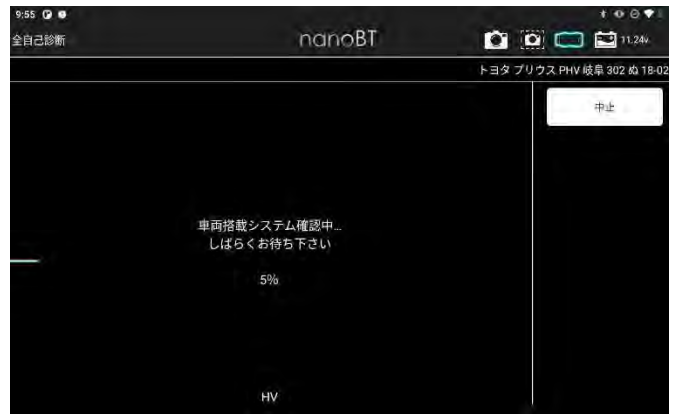 9:55
全自己診断
nanoBT
11.24v
トヨタ プリウス PHV 岐阜 302 ぬ 18-02
中止
車両搭載システム確認中...
しばらくお待ち下さい
5%
HV